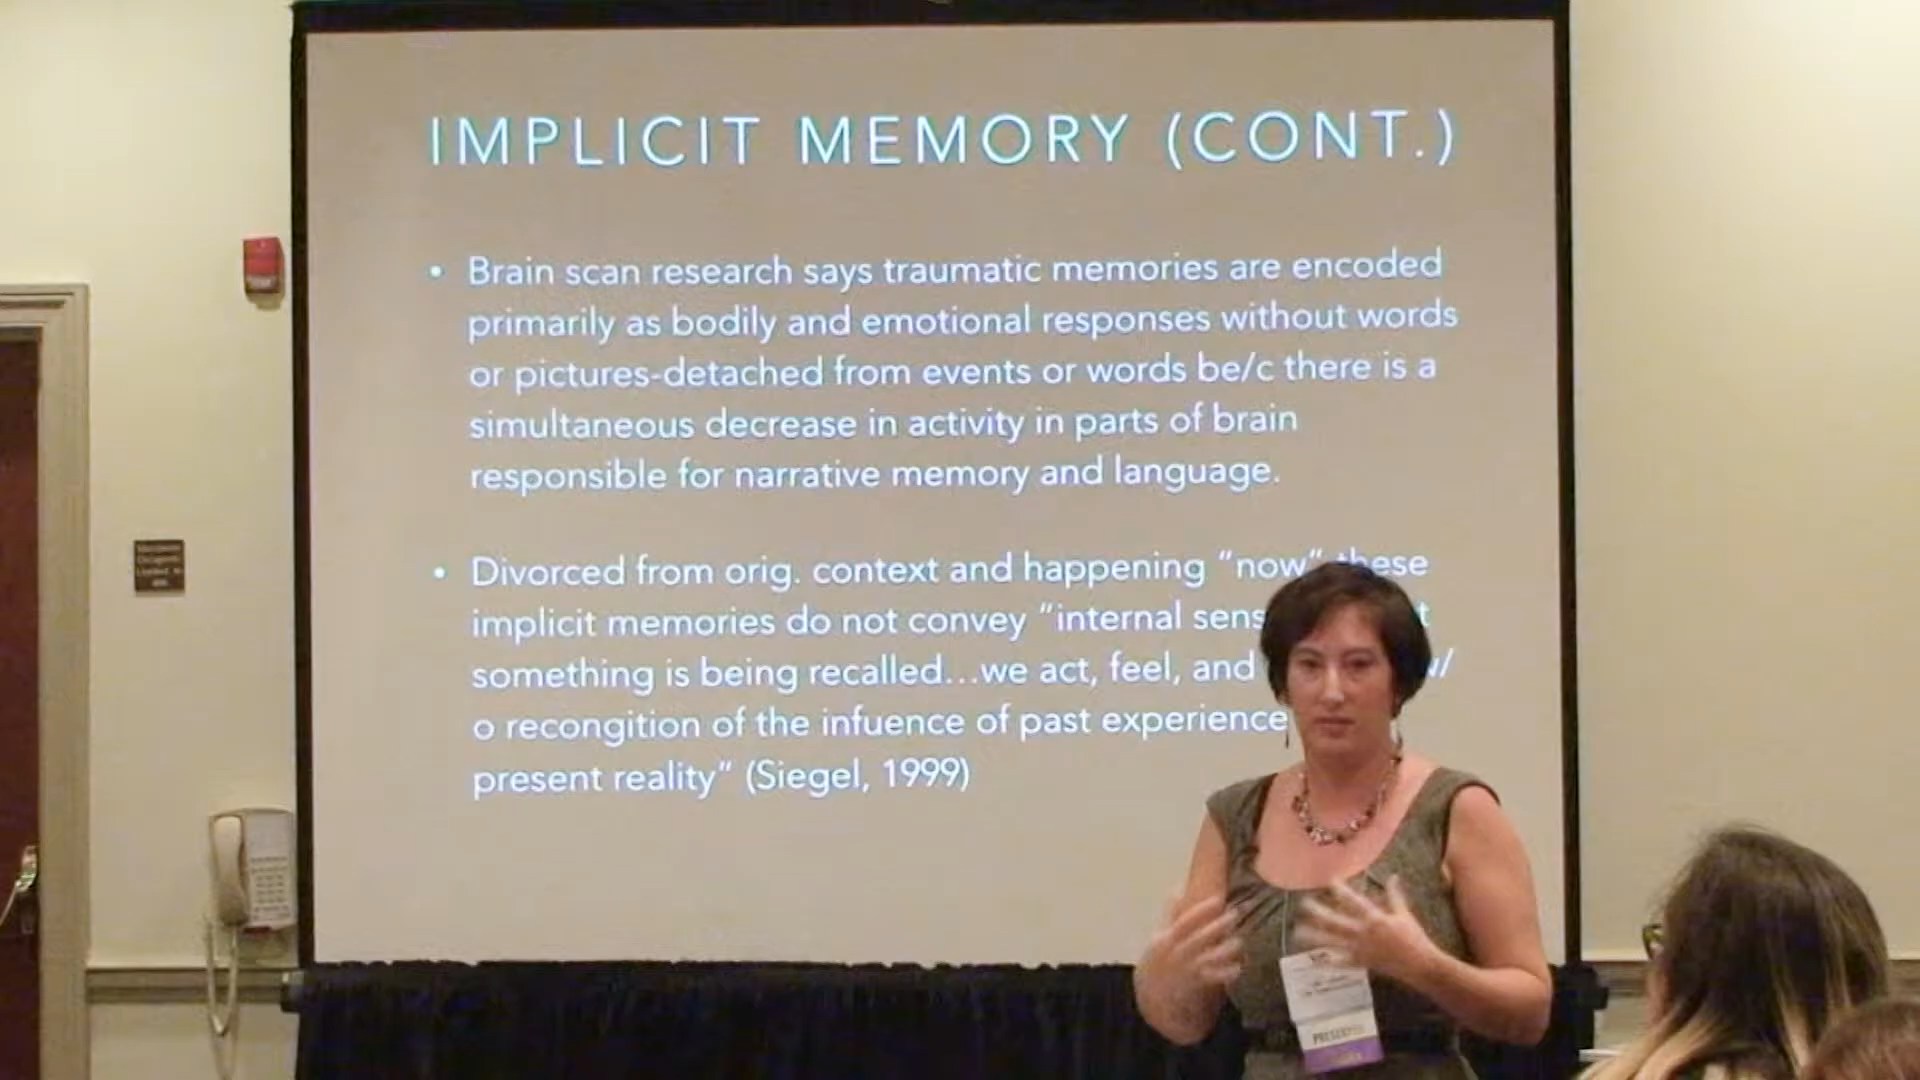 IMPLICIT MEMORY (CONT.)
• Brain scan research says traumatic memories are encoded
primarily as bodily and emotional responses without words
or pictures-detached from events or words be/c there is a
simultaneous decrease in activity in parts of brain
responsible for narrative memory and language.
• Divorced from orig. context and happening “now” these
implicit memories do not convey “internal
something is being recalled…we act, feel, and w/
o recongition of the infuence of past experience
present reality” (Siegel, 1999)
PRESENTER